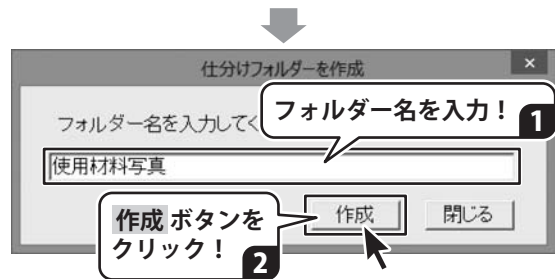 仕分けフォルダーを作成
×
フォルダー名を入力してく
フォルダー名を入力！
1
使用材料写真
作成 ボタンを
クリック！
2
作成
閉じる